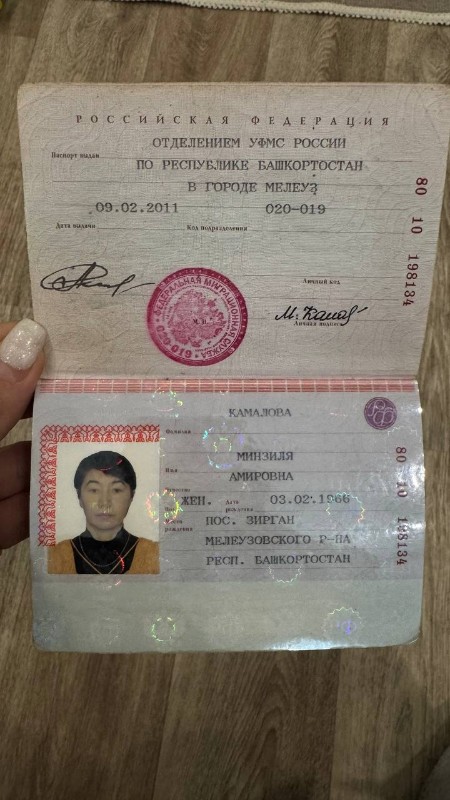 РОССИЙСКАЯ ФЕДЕРАЦИЯ
Паспорт выдан
ОТДЕЛЕНИЕМ УФМС РОССИИ
ПО РЕСПУБЛИКЕ БАШКОРТОСТАН
В ГОРОДЕ МЕЛЕУЗ
09.02.2011 020-019
Дата выдачи Код подразделения
80 10 198134
Личный код
ФЕДЕРАЛЬНАЯ МИГРАЦИОННАЯ СЛУЖБА
М.П.
Личная подпись
КАМАЛОВА
Фамилия
МИНЗИЛЯ
Имя
АМИРОВНА
Отчество
ЖЕН. Дата рождения 03.02.1966
Место рождения
ПОС. ЗИРГАН
МЕЛЕУЗОВСКОГО Р-НА
РЕСП. БАШКОРТОСТАН
80 10 198134